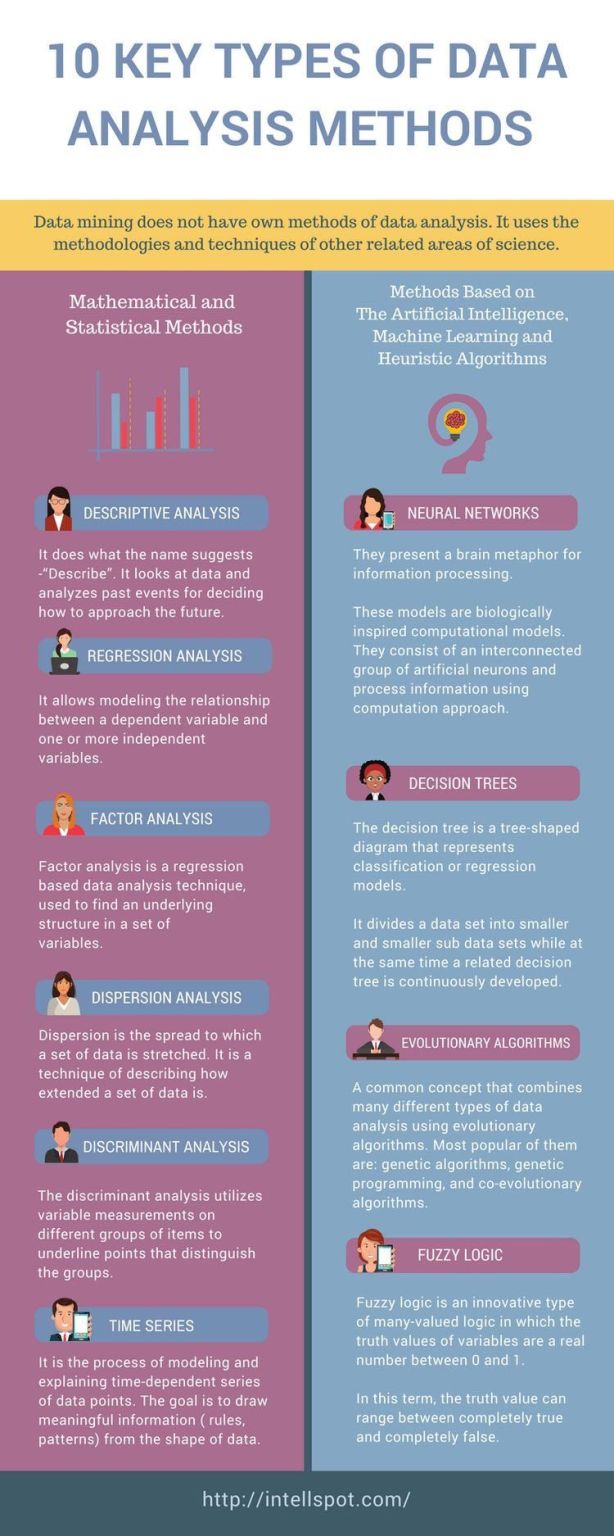 10 KEY TYPES OF DATA
ANALYSIS METHODS
Data mining does not have own methods of data analysis. It uses the
methodologies and techniques of other related areas of science.
Mathematical and
Statistical Methods
DESCRIPTIVE ANALYSIS
It does what the name suggests
-“Describe”. It looks at data and
analyzes past events for deciding
how to approach the future.
REGRESSION ANALYSIS
It allows modeling the relationship
between a dependent variable and
one or more independent
variables.
FACTOR ANALYSIS
Factor analysis is a regression
based data analysis technique,
used to find an underlying
structure in a set of
variables.
DISPERSION ANALYSIS
Dispersion is the spread to which
a set of data is stretched. It is a
technique of describing how
extended a set of data is.
DISCRIMINANT ANALYSIS
The discriminant analysis utilizes
variable measurements on
different groups of items to
underline points that distinguish
the groups.
TIME SERIES
It is the process of modeling and
explaining time-dependent series
of data points. The goal is to draw
meaningful information ( rules,
patterns) from the shape of data.
Methods Based on
The Artificial Intelligence,
Machine Learning and
Heuristic Algorithms
NEURAL NETWORKS
They present a brain metaphor for
information processing.
These models are biologically
inspired computational models.
They consist of an interconnected
group of artificial neurons and
process information using
computation approach.
DECISION TREES
The decision tree is a tree-shaped
diagram that represents
classification or regression
models.
It divides a data set into smaller
and smaller sub data sets while at
the same time a related decision
tree is continuously developed.
EVOLUTIONARY ALGORITHMS
A common concept that combines
many different types of data
analysis using evolutionary
algorithms. Most popular of them
are: genetic algorithms, genetic
programming, and co-evolutionary
algorithms.
FUZZY LOGIC
Fuzzy logic is an innovative type
of many-valued logic in which the
truth values of variables are a real
number between 0 and 1.
In this term, the truth value can
range between completely true
and completely false.
http://intellspot.com/